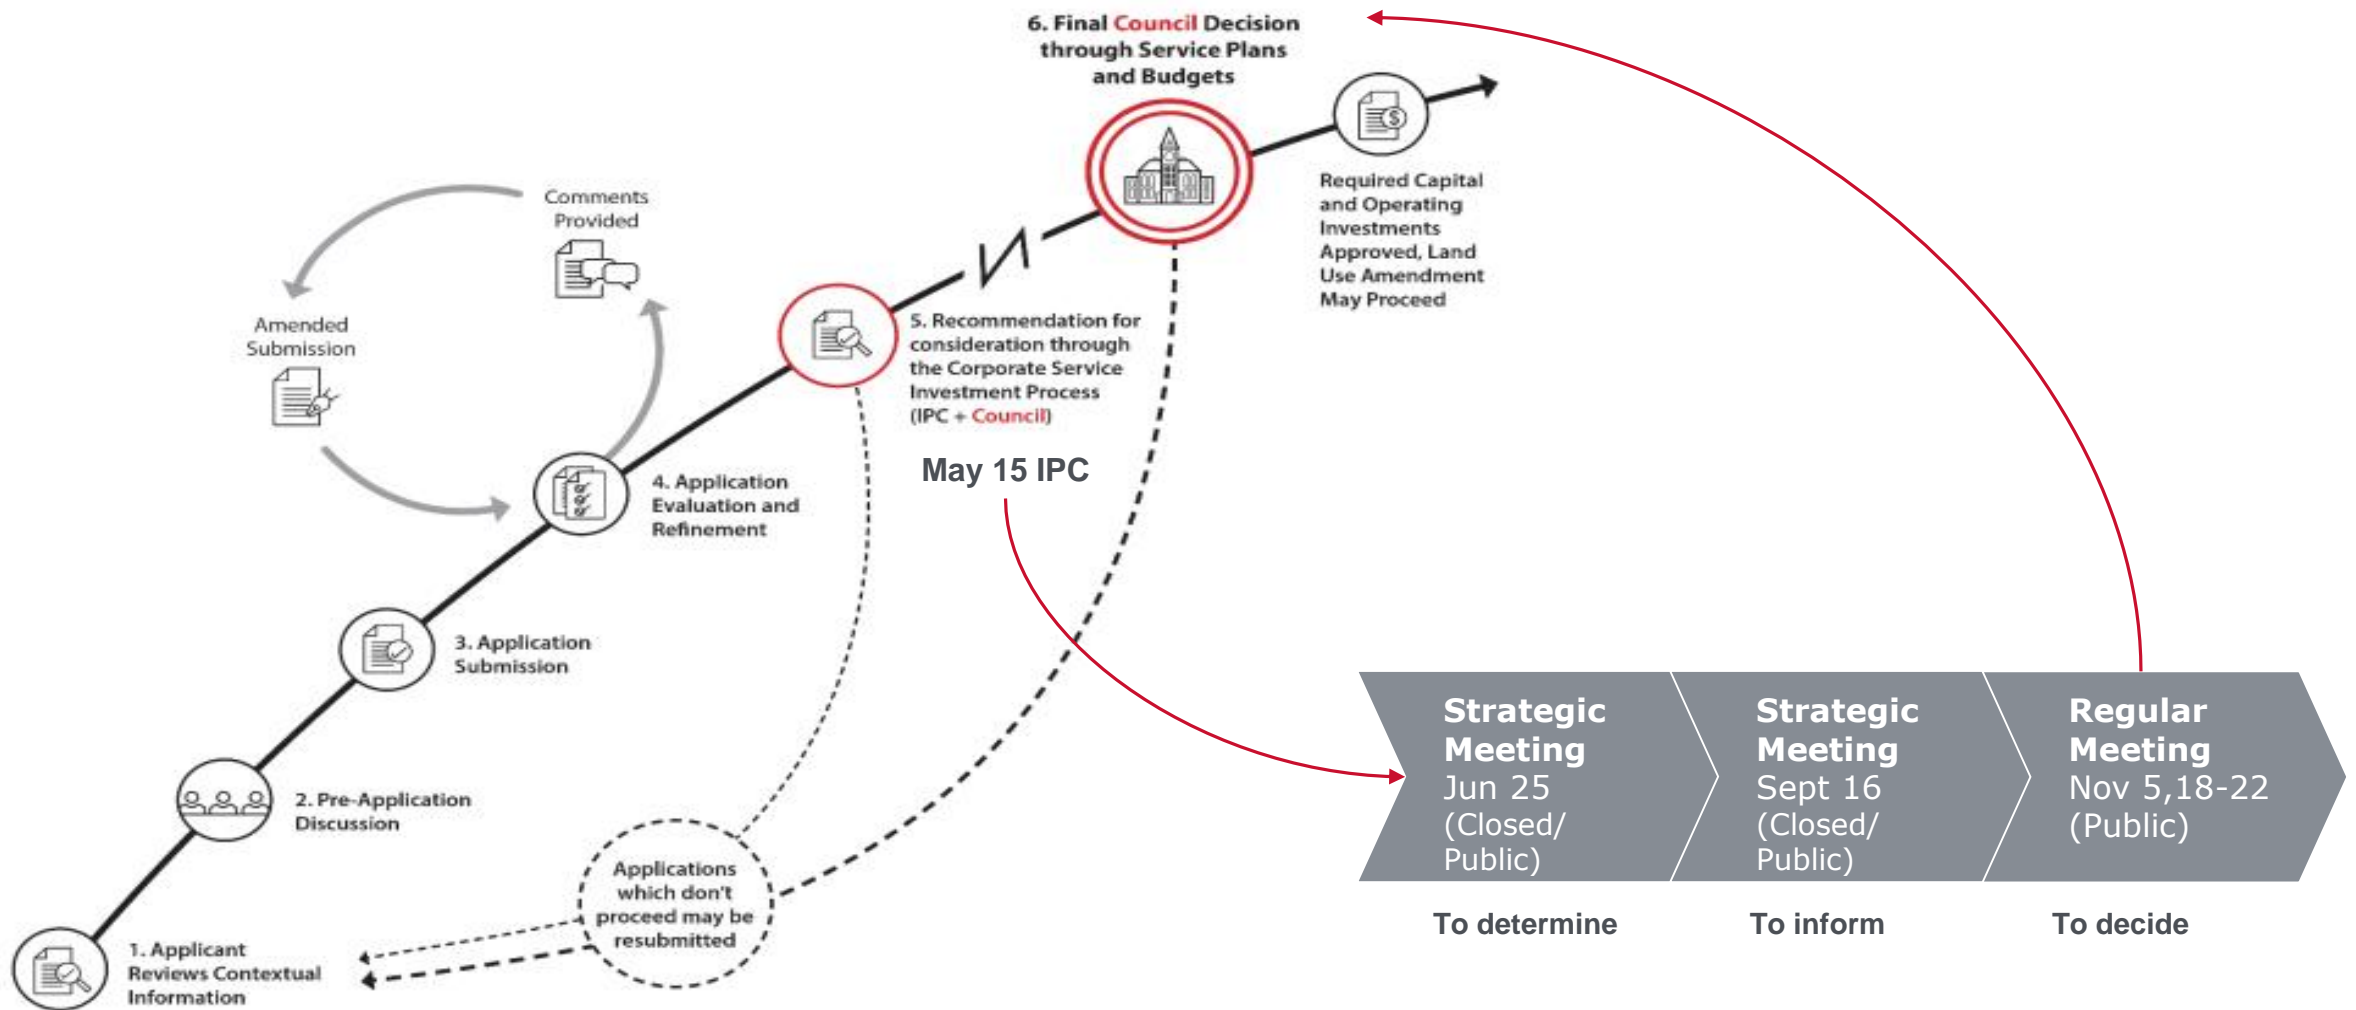 6. Final Council Decision
through Service Plans
and Budgets
Required Capital
and Operating
Investments
Approved, Land
Use Amendment
May Proceed
Comments
Provided
Amended
Submission
5. Recommendation for
consideration through
the Corporate Service
Investment Process
(IPC + Council)
May 15 IPC
4. Application
Evaluation and
Refinement
3. Application
Submission
2. Pre-Application
Discussion
1. Applicant
Reviews Contextual
Information
Applications
which don't
proceed may be
resubmitted
Strategic
Meeting
Jun 25
(Closed/
Public)
To determine
Strategic
Meeting
Sept 16
(Closed/
Public)
To inform
Regular
Meeting
Nov 5,18-22
(Public)
To decide